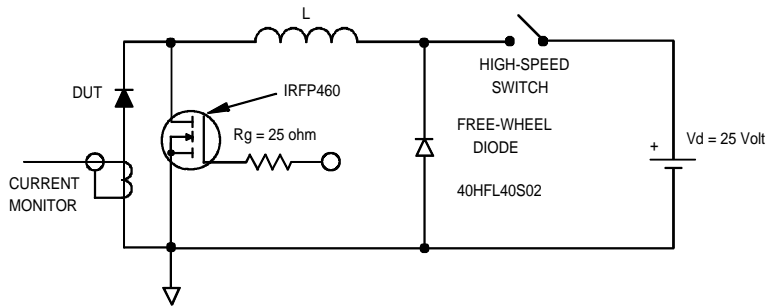 L
HIGH-SPEED
SWITCH
DUT
IRFP460
Rg = 25 ohm
FREE-WHEEL
DIODE
+
Vd = 25 Volt
CURRENT
MONITOR
40HFL40S02